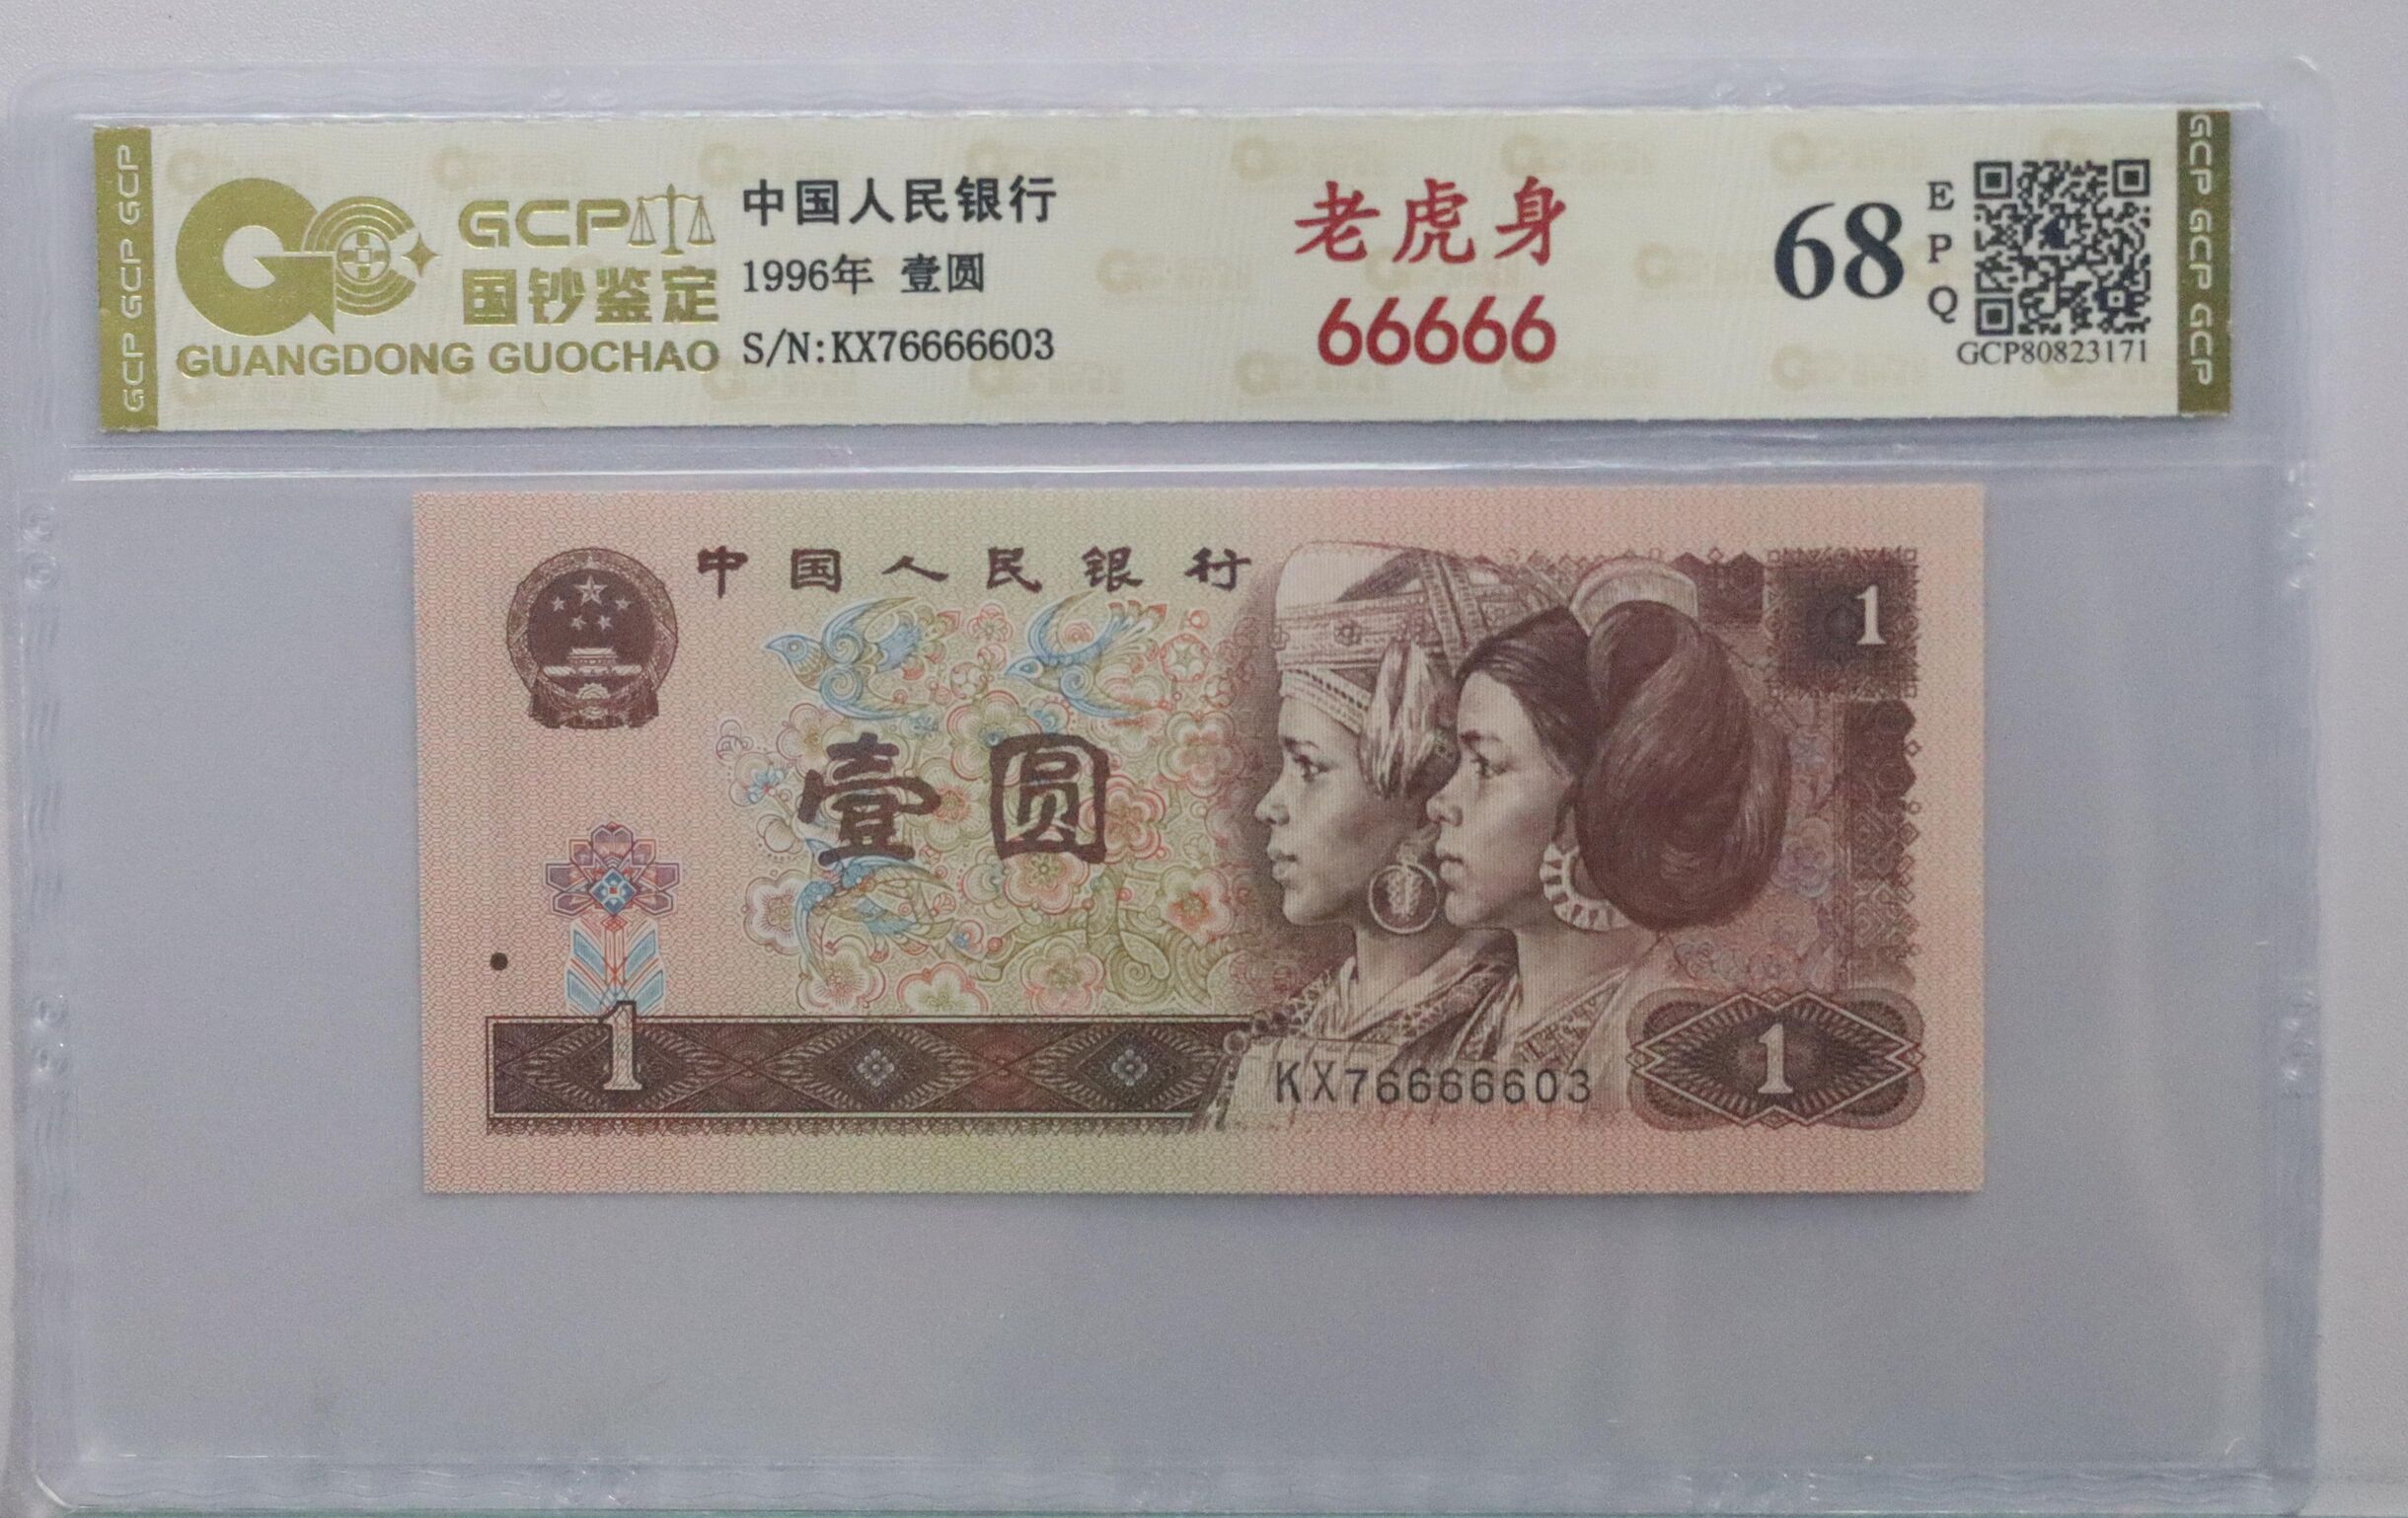 GCP GCP GCP
GCP
国钞鉴定
GUANGDONG GUOCHAO
中国人民银行
1996年 壹圆
S/N:KX76666603
老虎身
66666
68
E
P
Q
GCP80823171
GCP GCP GCP
中国人民银行
1
壹圆
1
KX76666603
1